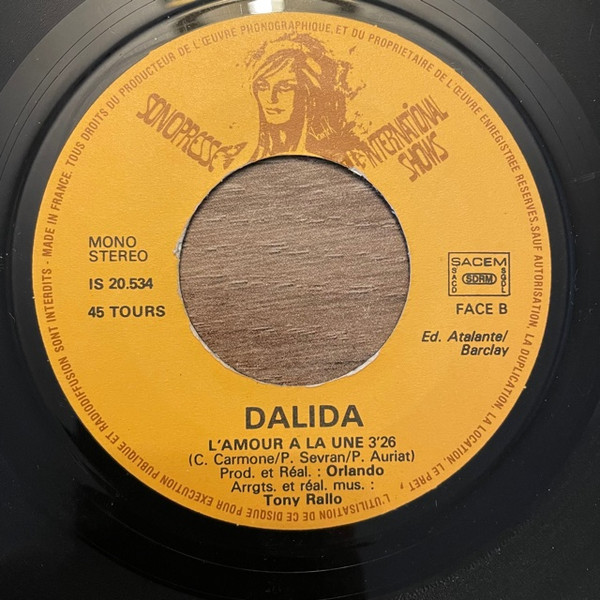 TOUS DROITS DU PRODUCTEUR DE L'ŒUVRE PHONOGRAPHIQUE, ET DU PROPRIETAIRE DE L'ŒUVRE ENREGISTREE RESERVES. SAUF AUTORISATION, LA DUPLICATION, LA LOCATION, LE PRET, L'UTILISATION DE CE DISQUE POUR EXECUTION PUBLIQUE ET RADIODIFFUSION SONT INTERDITS - MADE IN FRANCE.
SONOPRESSE
INTERNATIONAL
SHOWS
MONO
STEREO
IS 20.534
45 TOURS
SACEM
SACD SDRM SGDL
FACE B
Ed. Atalante/
Barclay
DALIDA
L'AMOUR A LA UNE 3'26
(C. Carmone/P. Sevran/P. Auriat)
Prod. et Réal. : Orlando
Arrgts. et réal. mus. :
Tony Rallo